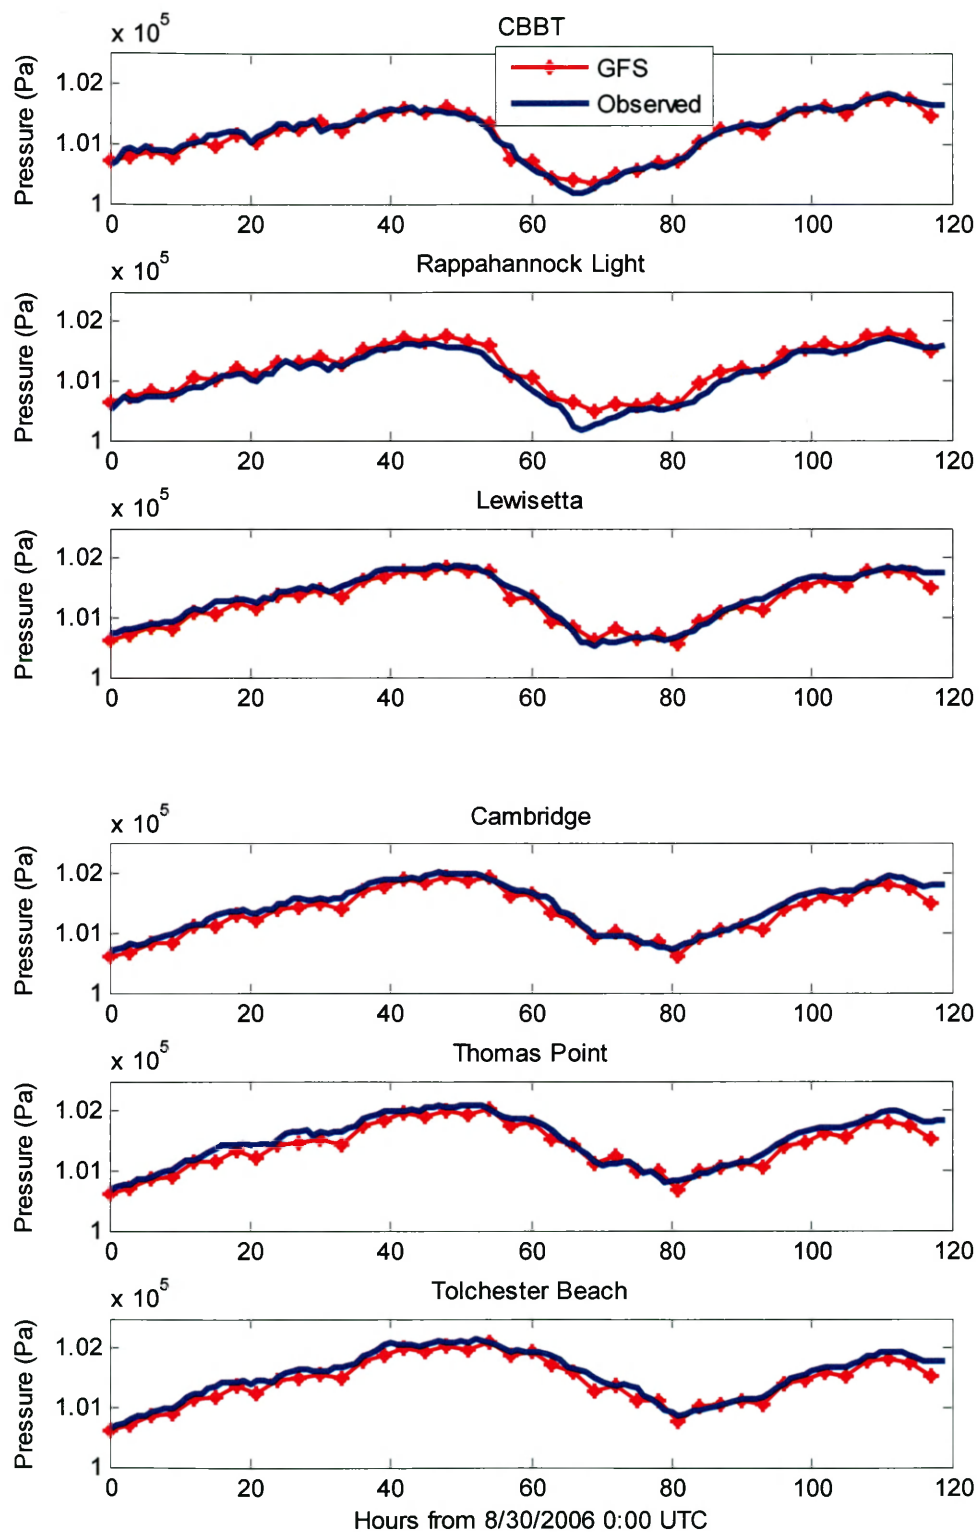 CBBT
x 10^5
GFS
Observed
Pressure (Pa)
1.02
1.01
1
0 20 40 60 80 100 120
Rappahannock Light
x 10^5
Pressure (Pa)
1.02
1.01
1
0 20 40 60 80 100 120
Lewisetta
x 10^5
Pressure (Pa)
1.02
1.01
1
0 20 40 60 80 100 120
Cambridge
x 10^5
Pressure (Pa)
1.02
1.01
1
0 20 40 60 80 100 120
Thomas Point
x 10^5
Pressure (Pa)
1.02
1.01
1
0 20 40 60 80 100 120
Tolchester Beach
x 10^5
Pressure (Pa)
1.02
1.01
1
0 20 40 60 80 100 120
Hours from 8/30/2006 0:00 UTC